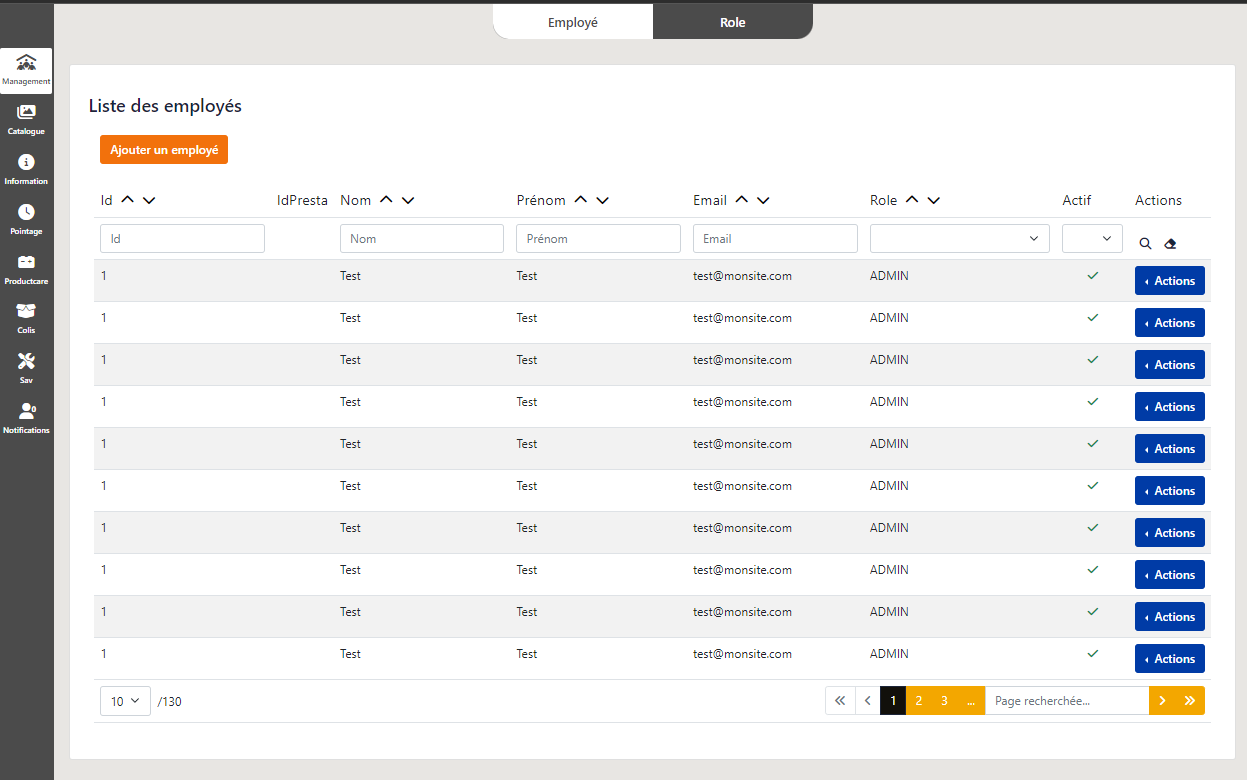 Employé Role
Management
Catalogue
Information
Pointage
Productcare
Colis
Sav
Notifications
Liste des employés
Ajouter un employé
Id IdPresta Nom Prénom Email Role Actif Actions
Id Nom Prénom Email
1 Test Test test@monsite.com ADMIN Actions
1 Test Test test@monsite.com ADMIN Actions
1 Test Test test@monsite.com ADMIN Actions
1 Test Test test@monsite.com ADMIN Actions
1 Test Test test@monsite.com ADMIN Actions
1 Test Test test@monsite.com ADMIN Actions
1 Test Test test@monsite.com ADMIN Actions
1 Test Test test@monsite.com ADMIN Actions
1 Test Test test@monsite.com ADMIN Actions
1 Test Test test@monsite.com ADMIN Actions
10 /130 « ‹ 1 2 3 ... Page recherchée... › »